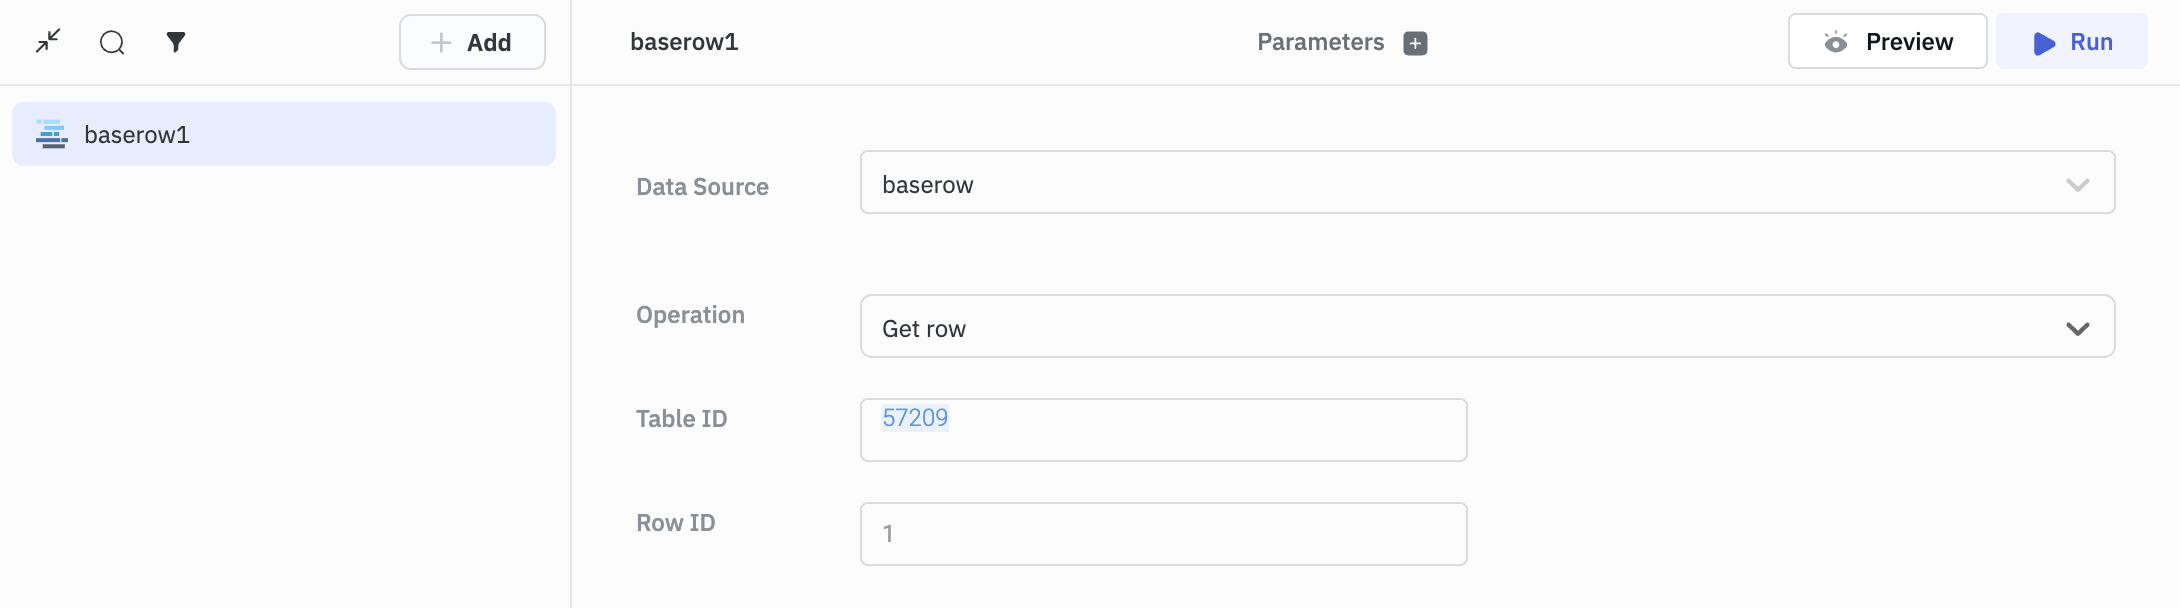 Add
baserow1
baserow1
Parameters
Preview
Run
Data Source
baserow
Operation
Get row
Table ID
57209
Row ID
1